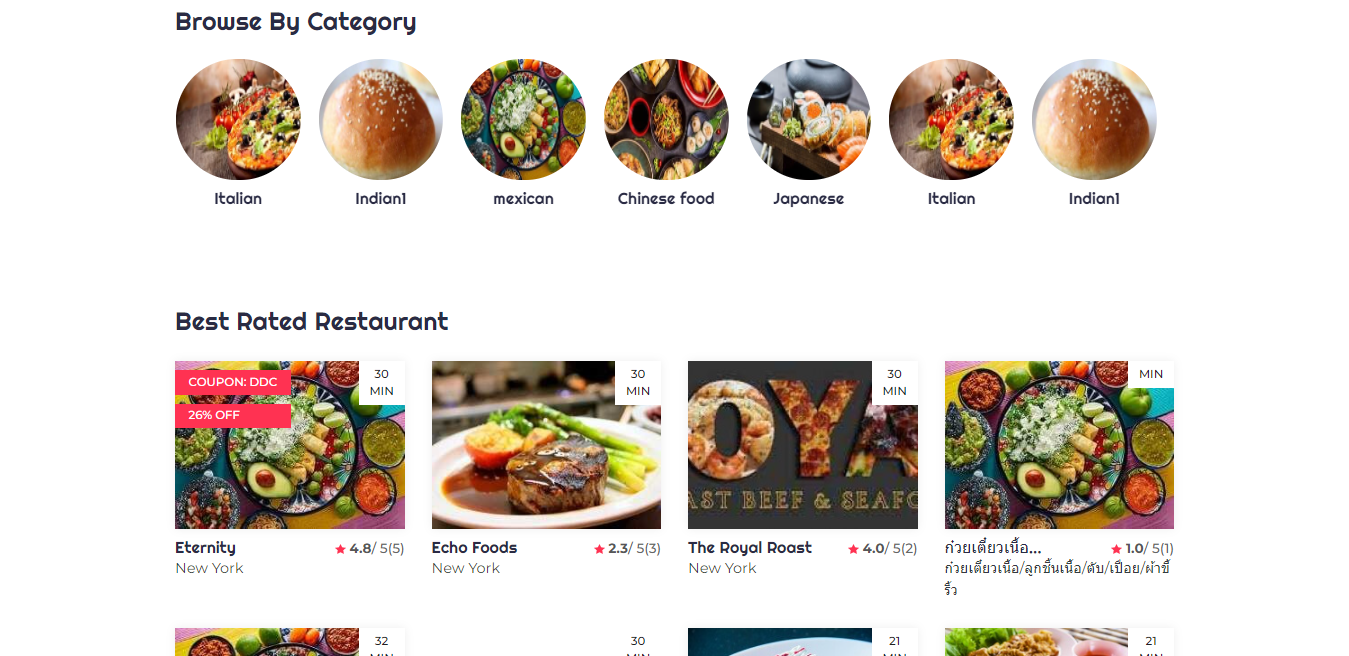 Browse By Category
Italian
Indian1
mexican
Chinese food
Japanese
Italian
Indian1
Best Rated Restaurant
COUPON: DDC
26% OFF
30
MIN
30
MIN
OYA
AST BEEF & SEAFO
30
MIN
MIN
Eternity
4.8/ 5(5)
New York
Echo Foods
2.3/ 5(3)
New York
The Royal Roast
4.0/ 5(2)
New York
ก๋วยเตี๋ยวเนื้อ...
1.0/ 5(1)
ก๋วยเตี๋ยวเนื้อ/ลูกชิ้นเนื้อ/ตับ/เปื่อย/ผ้าขี้
ริ้ว
32
MIN
30
MIN
21
MIN
21
MIN